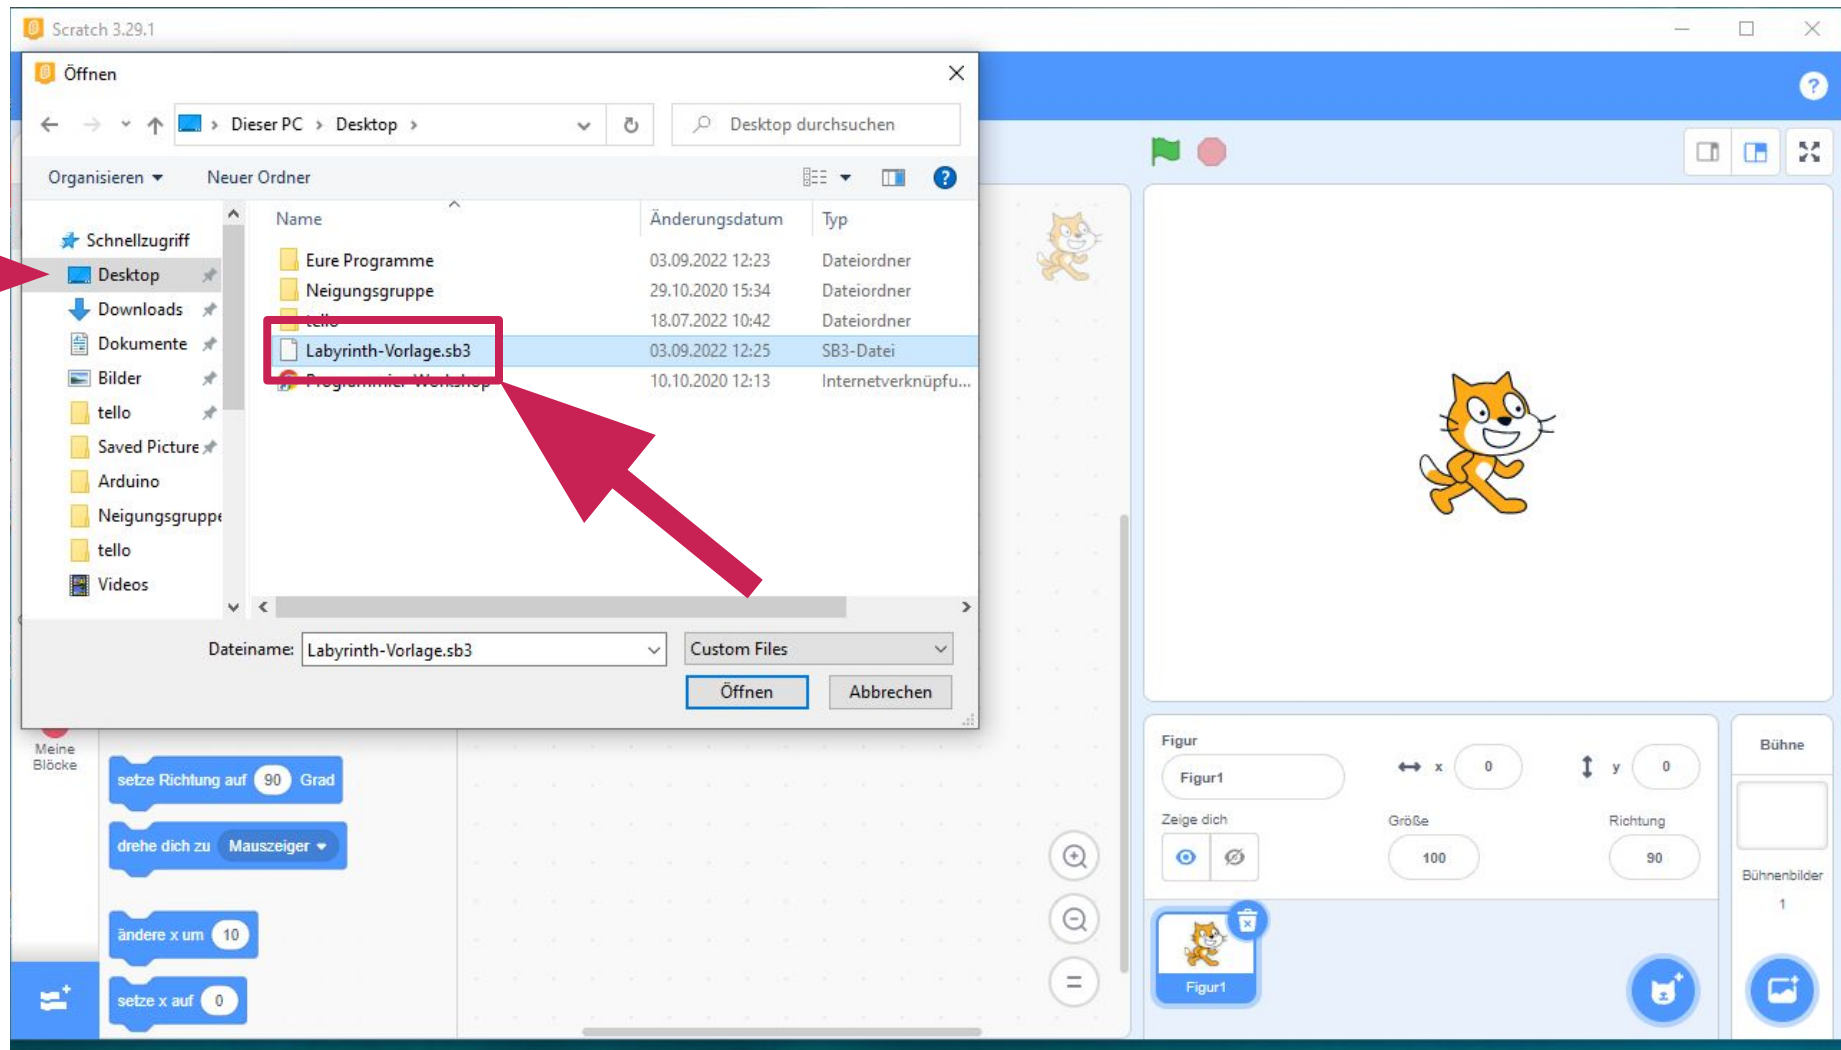 Scratch 3.29.1
Öffnen
Dieser PC > Desktop >
Desktop durchsuchen
Organisieren
Neuer Ordner
Name
Änderungsdatum
Typ
Schnellzugriff
Desktop
Downloads
Dokumente
Bilder
tello
Saved Picture
Arduino
Neigungsgruppe
tello
Videos
Eure Programme 03.09.2022 12:23 Dateiordner
Neigungsgruppe 29.10.2020 15:34 Dateiordner
tello 18.07.2022 10:42 Dateiordner
Labyrinth-Vorlage.sb3 03.09.2022 12:25 SB3-Datei
Programmier-Workshop 10.10.2020 12:13 Internetverknüpfu...
Dateiname: Labyrinth-Vorlage.sb3
Custom Files
Öffnen
Abbrechen
Meine
Blöcke
setze Richtung auf 90 Grad
drehe dich zu Mauszeiger
ändere x um 10
setze x auf 0
Figur
Figur1
x 0
y 0
Zeige dich
Größe
100
Richtung
90
Figur1
Bühne
Bühnenbilder
1